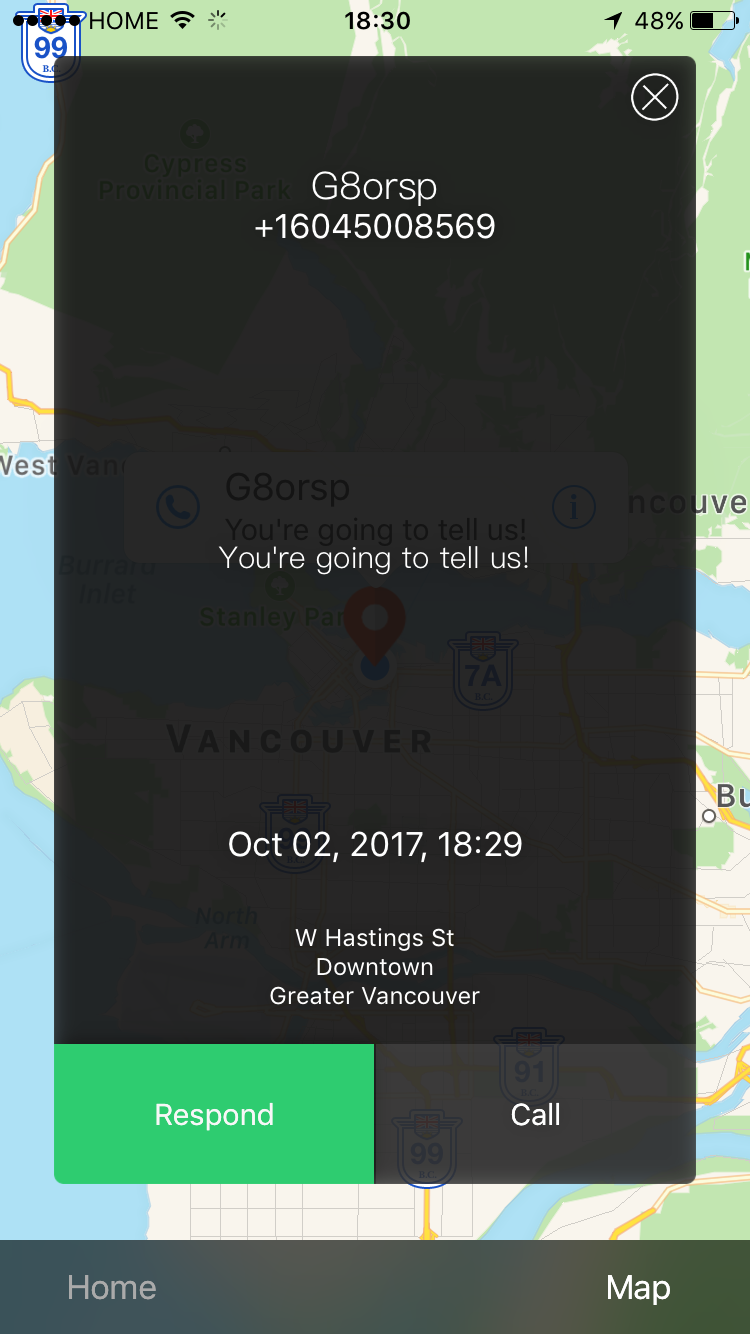 HOME 18:30 48%
99
B.C.
Cypress
Provincial Park
G8orsp
+16045008569
West Vanc
ncouve
G8orsp
You're going to tell us!
You're going to tell us!
Burrard
Inlet
Stanley Par
7A
B.C.
VANCOUVER
Bu
Oct 02, 2017, 18:29
North
Arm
W Hastings St
Downtown
Greater Vancouver
91
B.C.
Respond
Call
99
B.C.
Home
Map